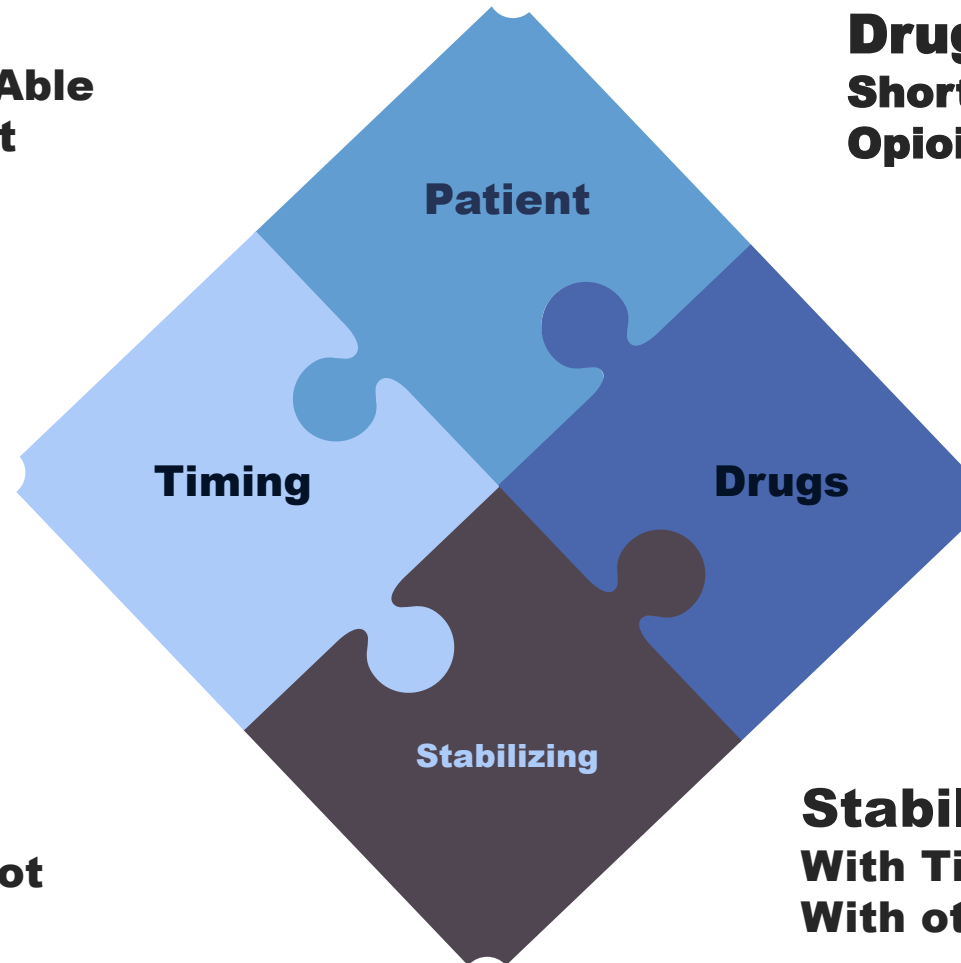 Able
t
Drug
Short
Opioi
Patient
Timing
Drugs
Stabilizing
ot
Stabil
With Ti
With ot